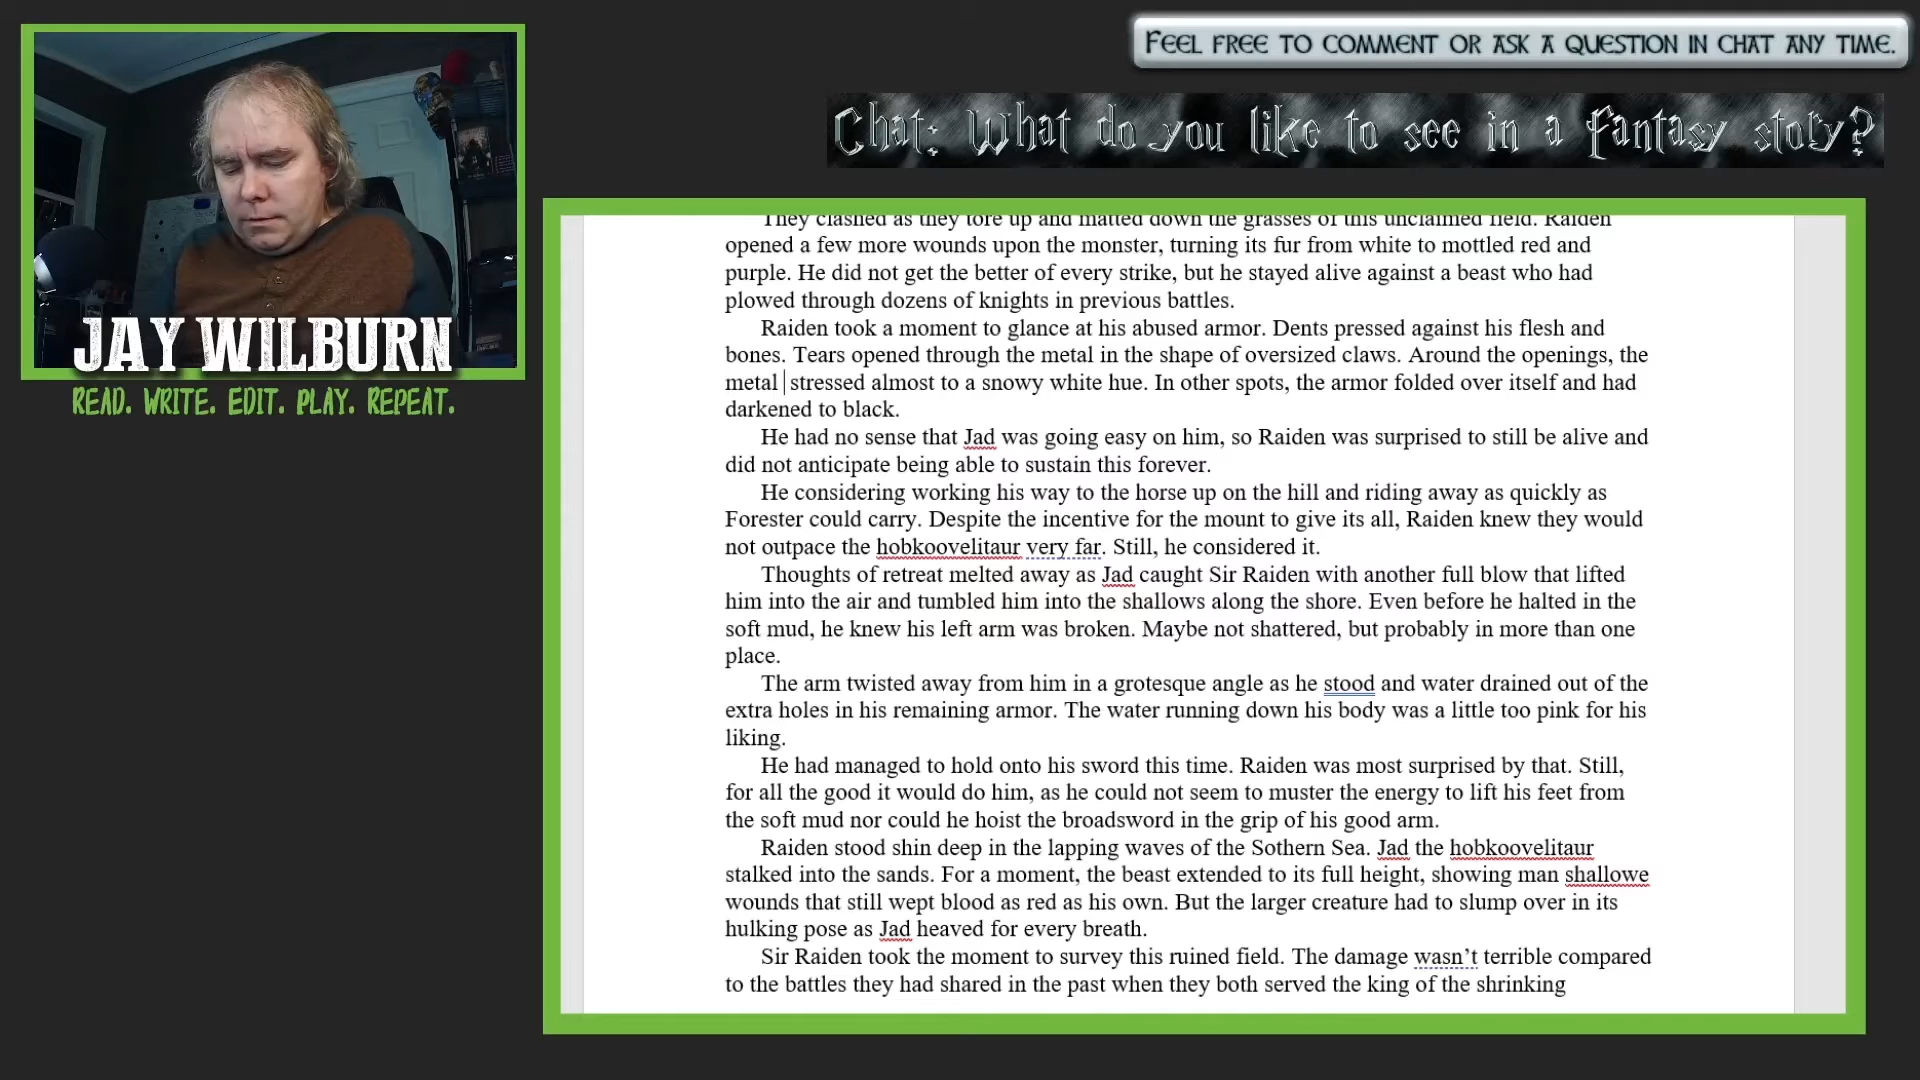 FEEL FREE TO COMMENT OR ASK A QUESTION IN CHAT ANY TIME.
Chat: What do you like to see in a fantasy story?
JAY WILBURN
READ. WRITE. EDIT. PLAY. REPEAT.
They clashed as they tore up and matted down the grasses of this unclaimed field. Raiden
opened a few more wounds upon the monster, turning its fur from white to mottled red and
purple. He did not get the better of every strike, but he stayed alive against a beast who had
plowed through dozens of knights in previous battles.
Raiden took a moment to glance at his abused armor. Dents pressed against his flesh and
bones. Tears opened through the metal in the shape of oversized claws. Around the openings, the
metal stressed almost to a snowy white hue. In other spots, the armor folded over itself and had
darkened to black.
He had no sense that Jad was going easy on him, so Raiden was surprised to still be alive and
did not anticipate being able to sustain this forever.
He considering working his way to the horse up on the hill and riding away as quickly as
Forester could carry. Despite the incentive for the mount to give its all, Raiden knew they would
not outpace the hobkoovelitaur very far. Still, he considered it.
Thoughts of retreat melted away as Jad caught Sir Raiden with another full blow that lifted
him into the air and tumbled him into the shallows along the shore. Even before he halted in the
soft mud, he knew his left arm was broken. Maybe not shattered, but probably in more than one
place.
The arm twisted away from him in a grotesque angle as he stood and water drained out of the
extra holes in his remaining armor. The water running down his body was a little too pink for his
liking.
He had managed to hold onto his sword this time. Raiden was most surprised by that. Still,
for all the good it would do him, as he could not seem to muster the energy to lift his feet from
the soft mud nor could he hoist the broadsword in the grip of his good arm.
Raiden stood shin deep in the lapping waves of the Sothern Sea. Jad the hobkoovelitaur
stalked into the sands. For a moment, the beast extended to its full height, showing man shallowe
wounds that still wept blood as red as his own. But the larger creature had to slump over in its
hulking pose as Jad heaved for every breath.
Sir Raiden took the moment to survey this ruined field. The damage wasn’t terrible compared
to the battles they had shared in the past when they both served the king of the shrinking